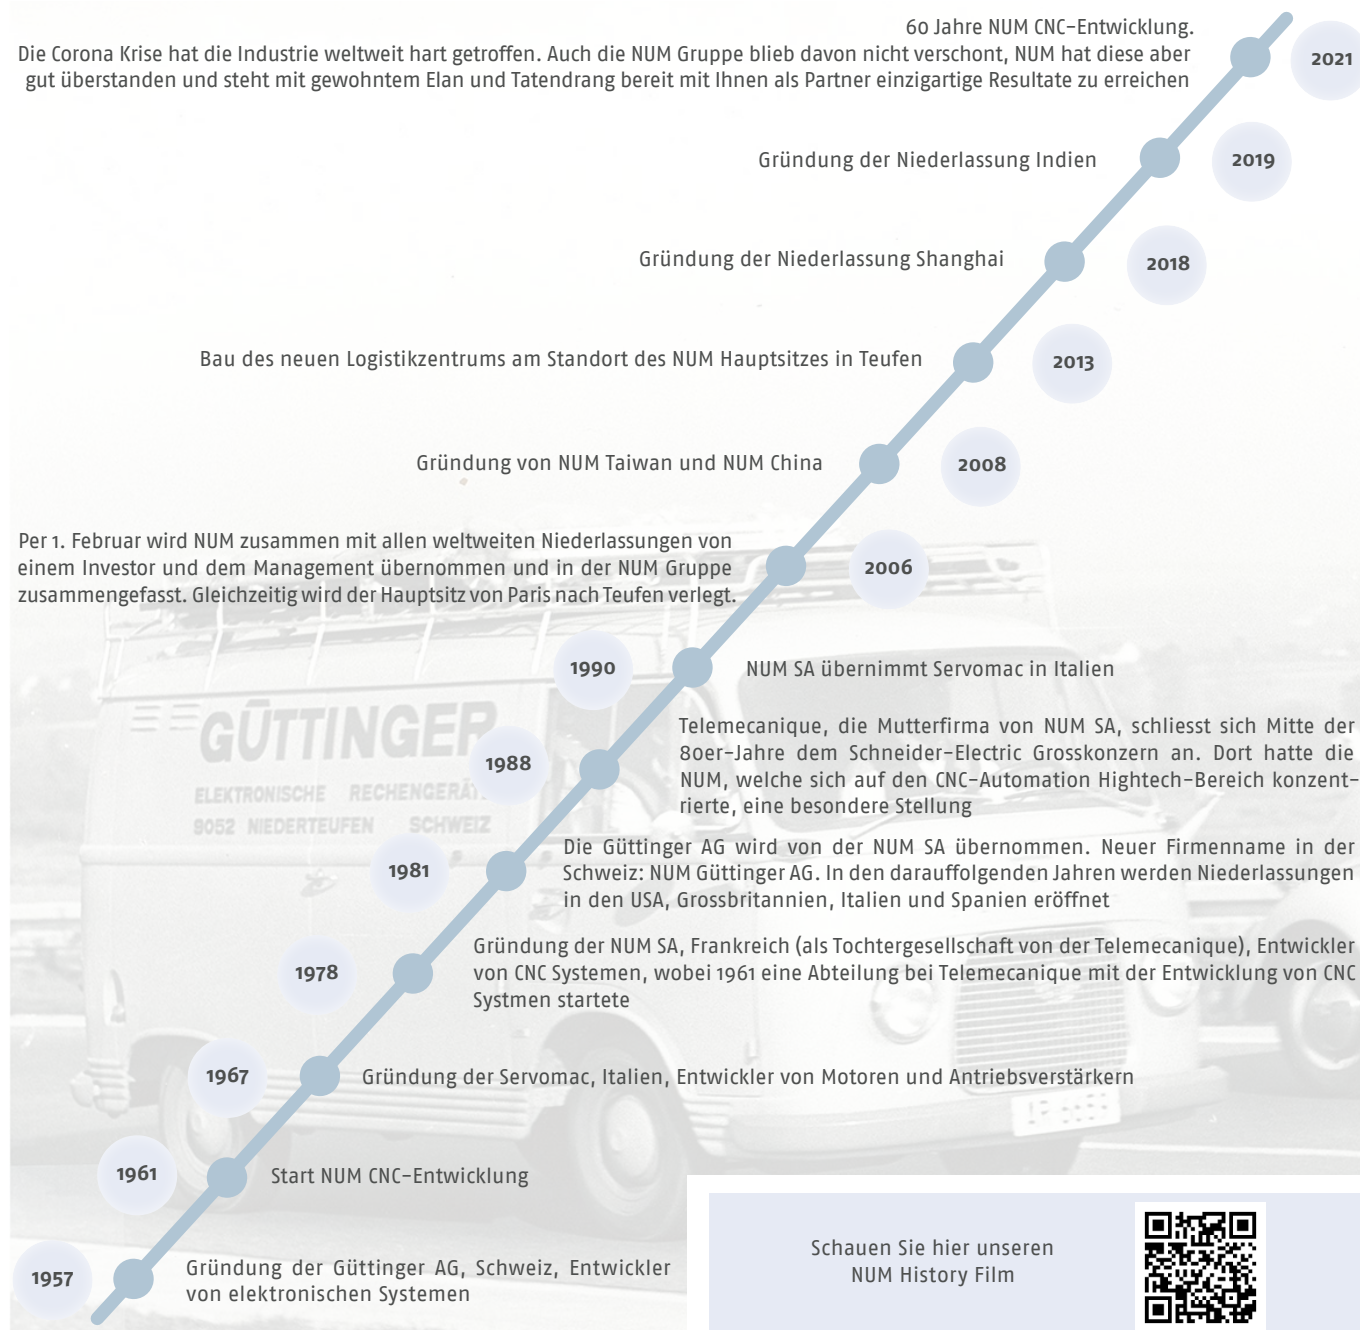 60 Jahre NUM CNC-Entwicklung.
Die Corona Krise hat die Industrie weltweit hart getroffen. Auch die NUM Gruppe blieb davon nicht verschont, NUM hat diese aber
gut überstanden und steht mit gewohntem Elan und Tatendrang bereit mit Ihnen als Partner einzigartige Resultate zu erreichen
2021
Gründung der Niederlassung Indien
2019
Gründung der Niederlassung Shanghai
2018
Bau des neuen Logistikzentrums am Standort des NUM Hauptsitzes in Teufen
2013
Gründung von NUM Taiwan und NUM China
2008
Per 1. Februar wird NUM zusammen mit allen weltweiten Niederlassungen von
einem Investor und dem Management übernommen und in der NUM Gruppe
zusammengefasst. Gleichzeitig wird der Hauptsitz von Paris nach Teufen verlegt.
2006
1990
NUM SA übernimmt Servomac in Italien
GÜTTINGER
ELEKTRONISCHE RECHENGERÄT
9052 NIEDERTEUFEN SCHWEIZ
1988
Telemecanique, die Mutterfirma von NUM SA, schliesst sich Mitte der
80er-Jahre dem Schneider-Electric Grosskonzern an. Dort hatte die
NUM, welche sich auf den CNC-Automation Hightech-Bereich konzent-
rierte, eine besondere Stellung
1981
Die Güttinger AG wird von der NUM SA übernommen. Neuer Firmenname in der
Schweiz: NUM Güttinger AG. In den darauffolgenden Jahren werden Niederlassungen
in den USA, Grossbritannien, Italien und Spanien eröffnet
1978
Gründung der NUM SA, Frankreich (als Tochtergesellschaft von der Telemecanique), Entwickler
von CNC Systemen, wobei 1961 eine Abteilung bei Telemecanique mit der Entwicklung von CNC
Systmen startete
1967
Gründung der Servomac, Italien, Entwickler von Motoren und Antriebsverstärkern
1961
Start NUM CNC-Entwicklung
1957
Gründung der Güttinger AG, Schweiz, Entwickler
von elektronischen Systemen
Schauen Sie hier unseren
NUM History Film